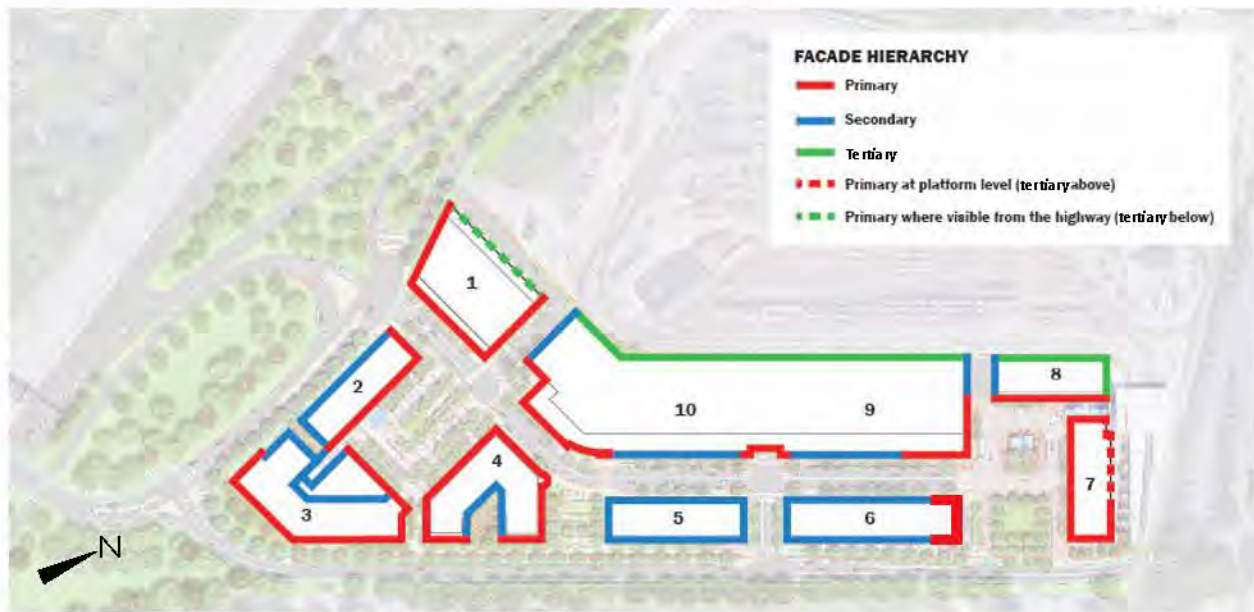 FACADE HIERARCHY
Primary
Secondary
Tertiary
Primary at platform level (tertiary above)
Primary where visible from the highway (tertiary below)
1
2
8
10
9
4
7
3
5
6
N